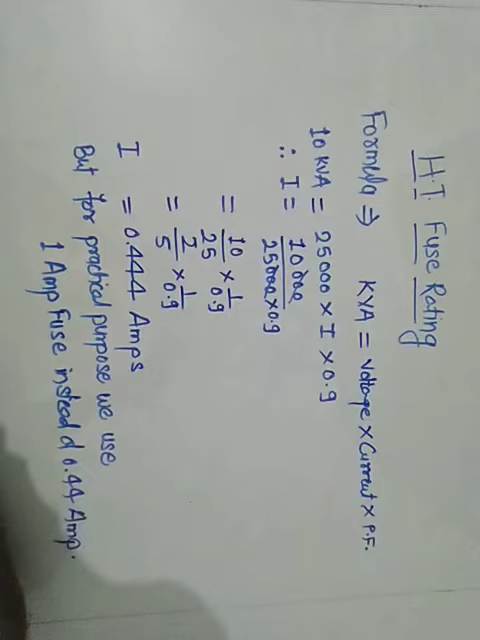 H.T. Fuse Rating
Formula ⇒ KVA = Voltage × Current × P.F.
10 KVA = 25000 × I × 0.9
∴ I = 10000 / 25000 × 0.9
= 10/25 × 1/0.9
= 2/5 × 1/0.9
I = 0.444 Amps
But for practical purpose we use
1 Amp Fuse instead of 0.44 Amp.